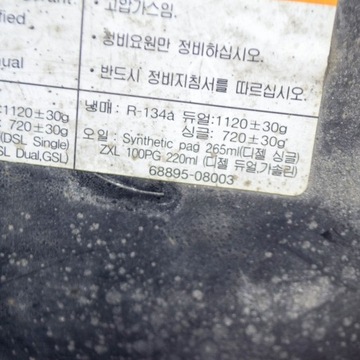 고압가스임.
fied
· 정비요원만 정비하십시오.
ual
· 반드시 정비지침서를 따르십시오.
:1120±30g
720±30g
(DSL Single)
SL Dual,GSL)
냉매: R-134a 듀얼:1120±30g
싱글: 720±30g
오일: Synthetic pag 265ml(디젤 싱글)
ZXL 100PG 220ml (디젤 듀얼,가솔린)
68895-08003